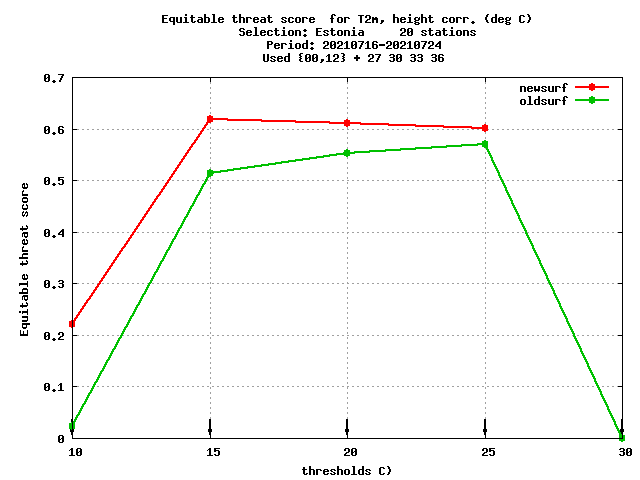 Equitable threat score  for T2m, height corr. (deg C)
Selection: Estonia     20 stations
Period: 20210716-20210724
Used {00,12} + 27 30 33 36
newsurf
oldsurf
Equitable threat score
0.7
0.6
0.5
0.4
0.3
0.2
0.1
0
10 15 20 25 30
thresholds C)